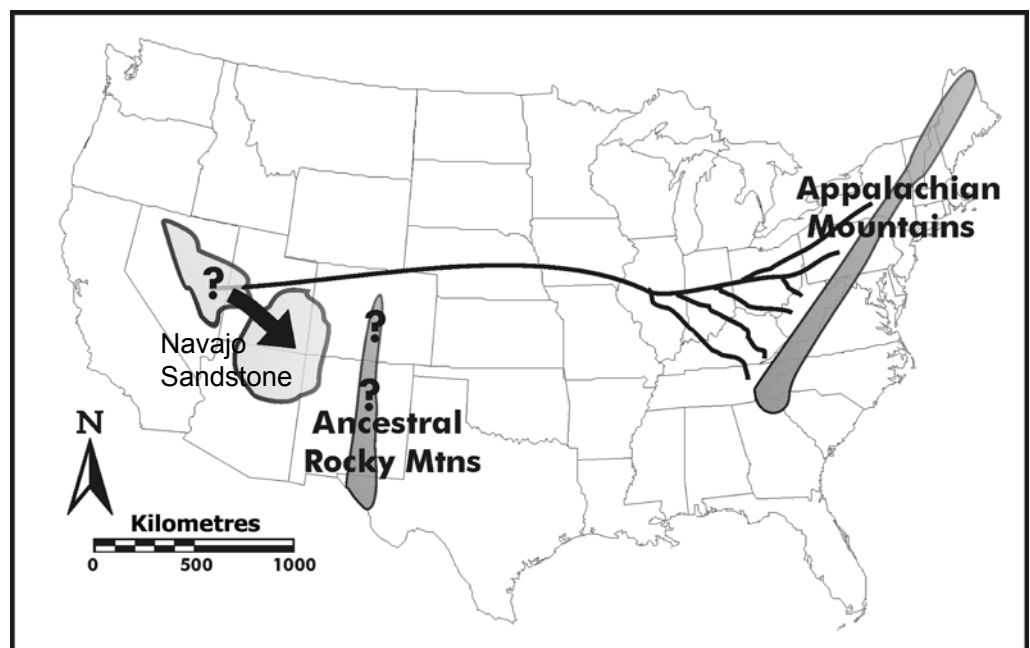 Appalachian
Mountains
?
Navajo
Sandstone
?
?
Ancestral
Rocky Mtns
N
Kilometres
0 500 1000